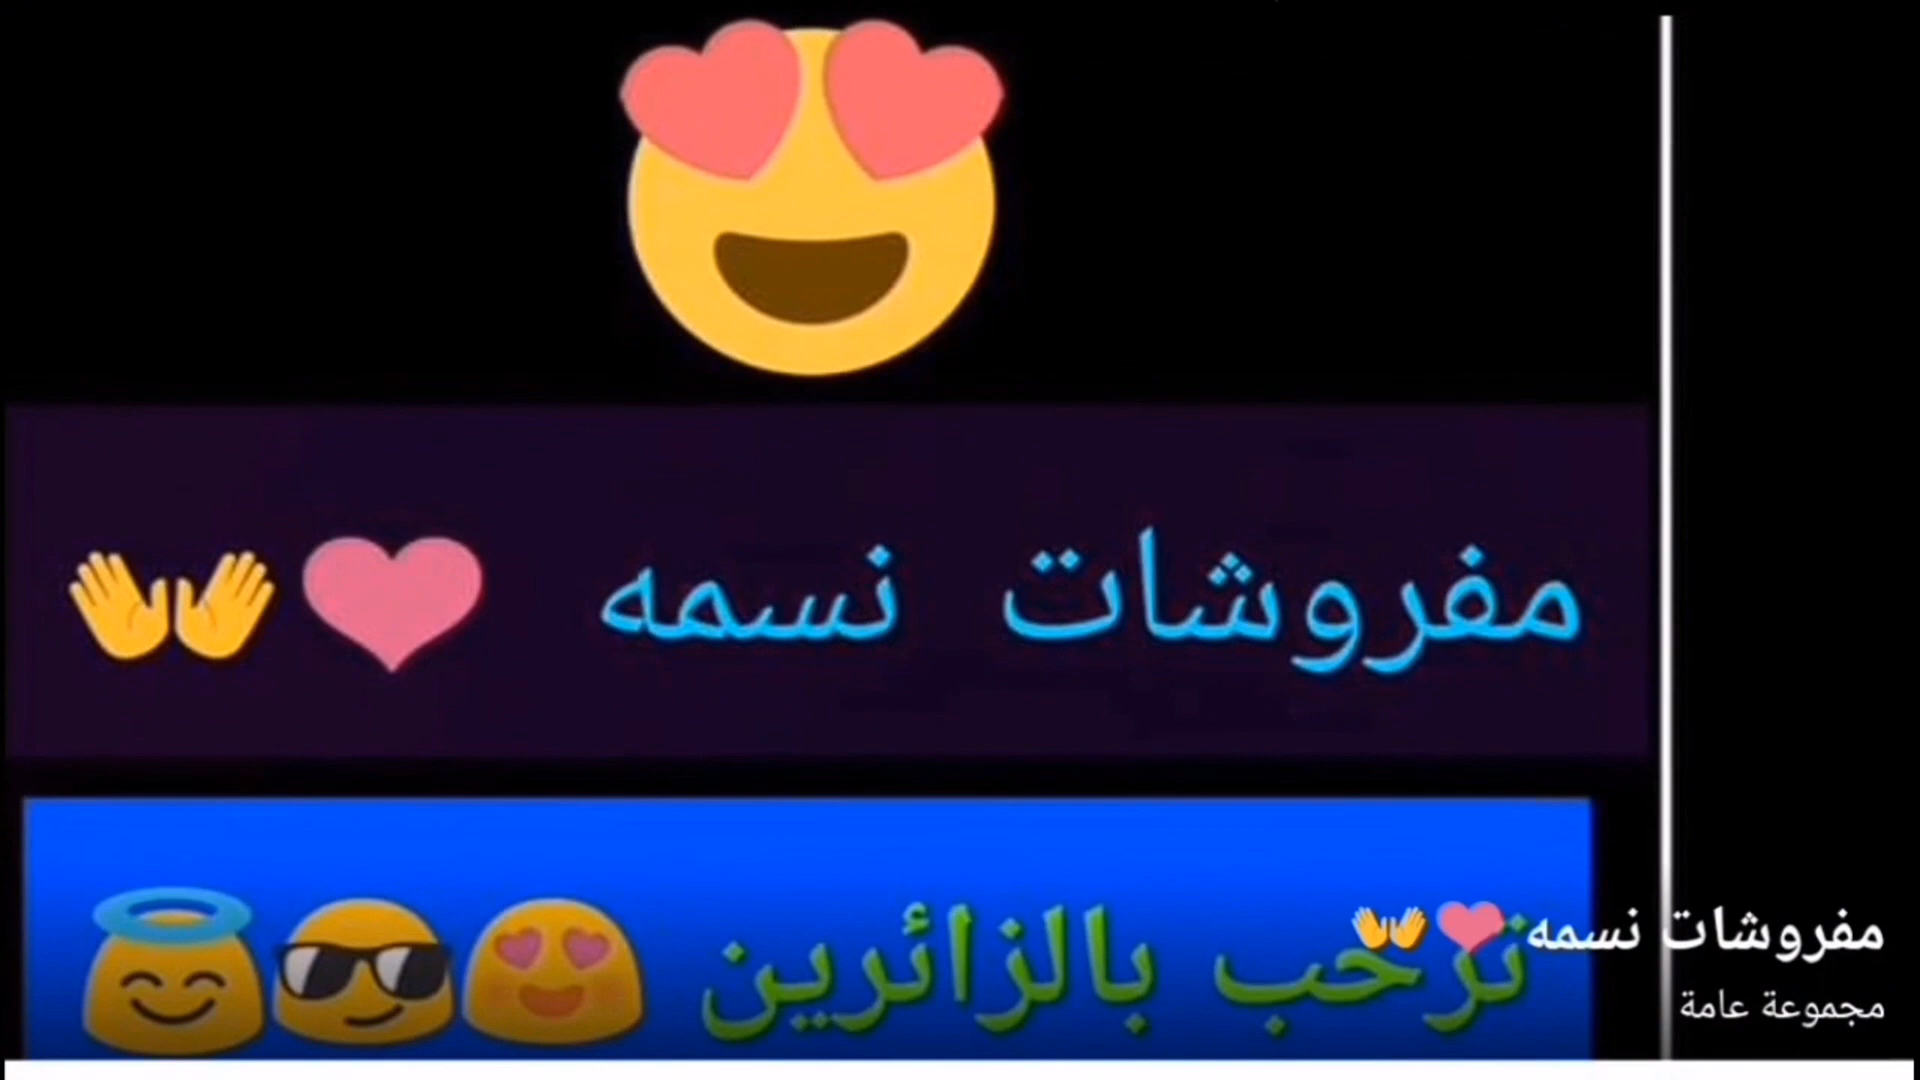 مفروشات نسمه ❤👐
نرحب بالزائرين 😍😎😇
مفروشات نسمه ❤👐
مجموعة عامة